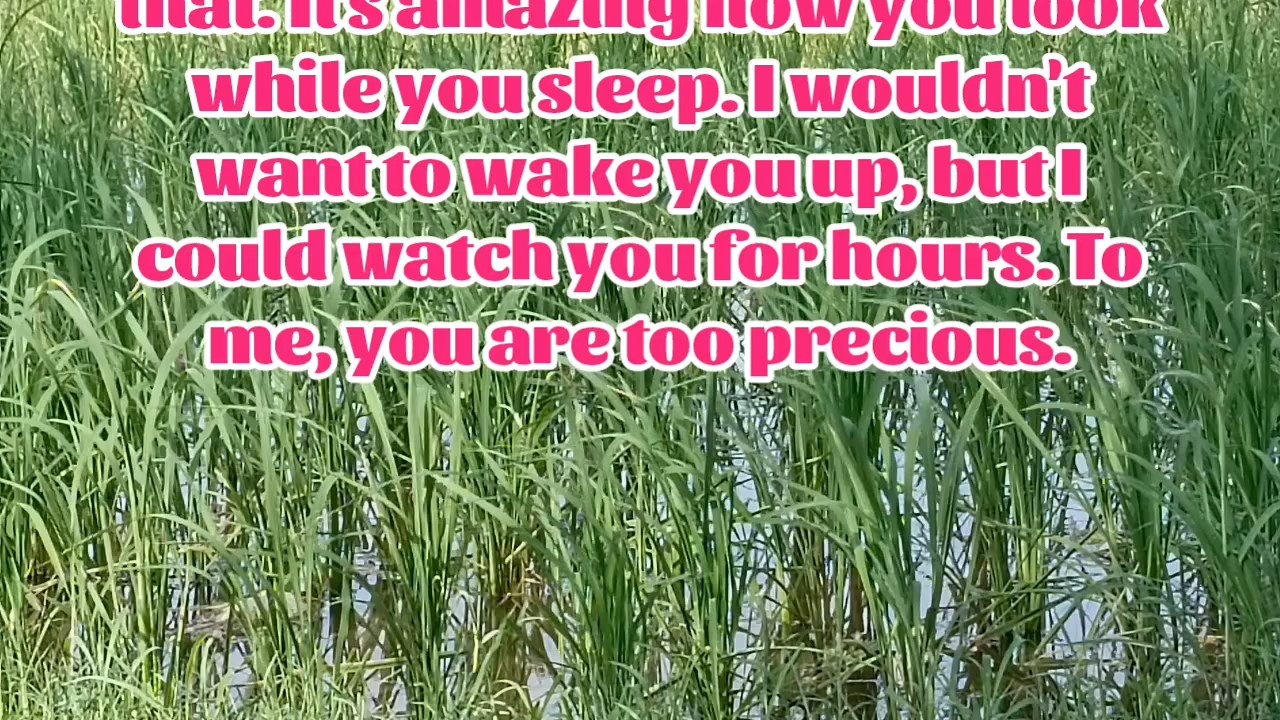 that. It's amazing how you look
while you sleep. I wouldn't
want to wake you up, but I
could watch you for hours. To
me, you are too precious.